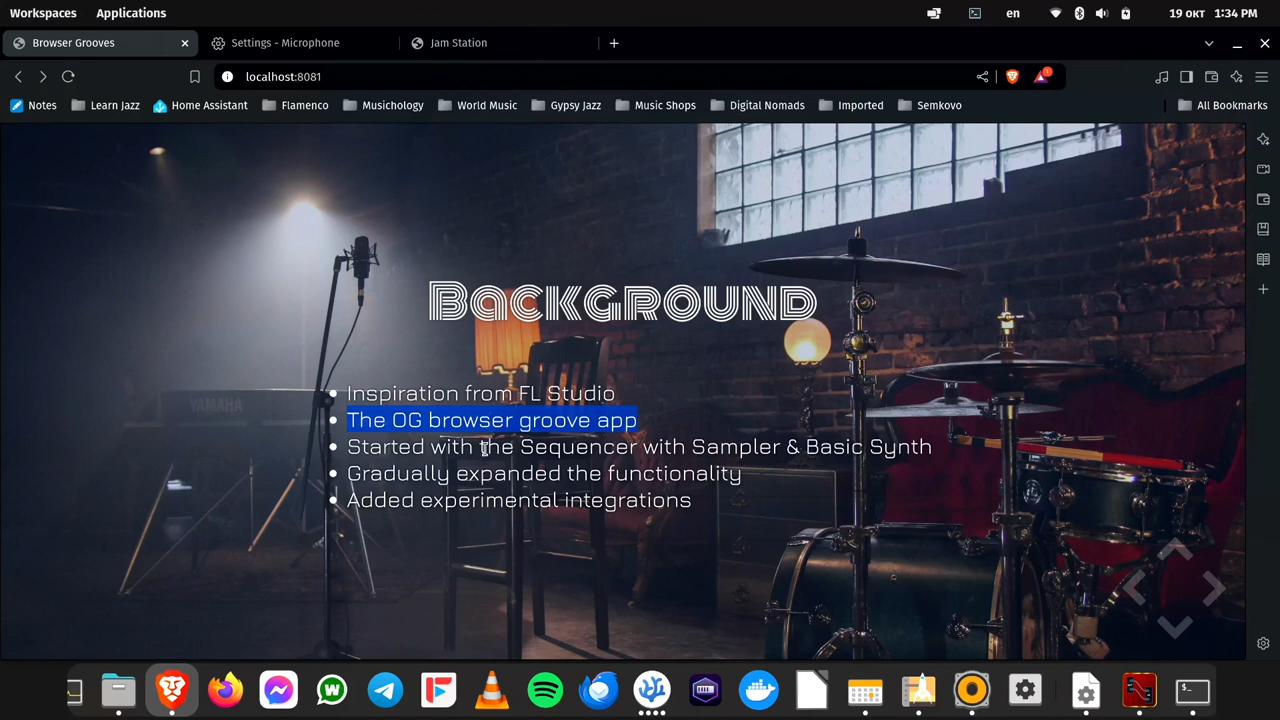 Workspaces Applications en 19 окт 1:34 PM
Browser Grooves Settings - Microphone Jam Station
localhost:8081 1
Notes Learn Jazz Home Assistant Flamenco Musichology World Music Gypsy Jazz Music Shops Digital Nomads Imported Semkovo All Bookmarks
Background
YAMAHA
• Inspiration from FL Studio
• The OG browser groove app
• Started with the Sequencer with Sampler & Basic Synth
• Gradually expanded the functionality
• Added experimental integrations